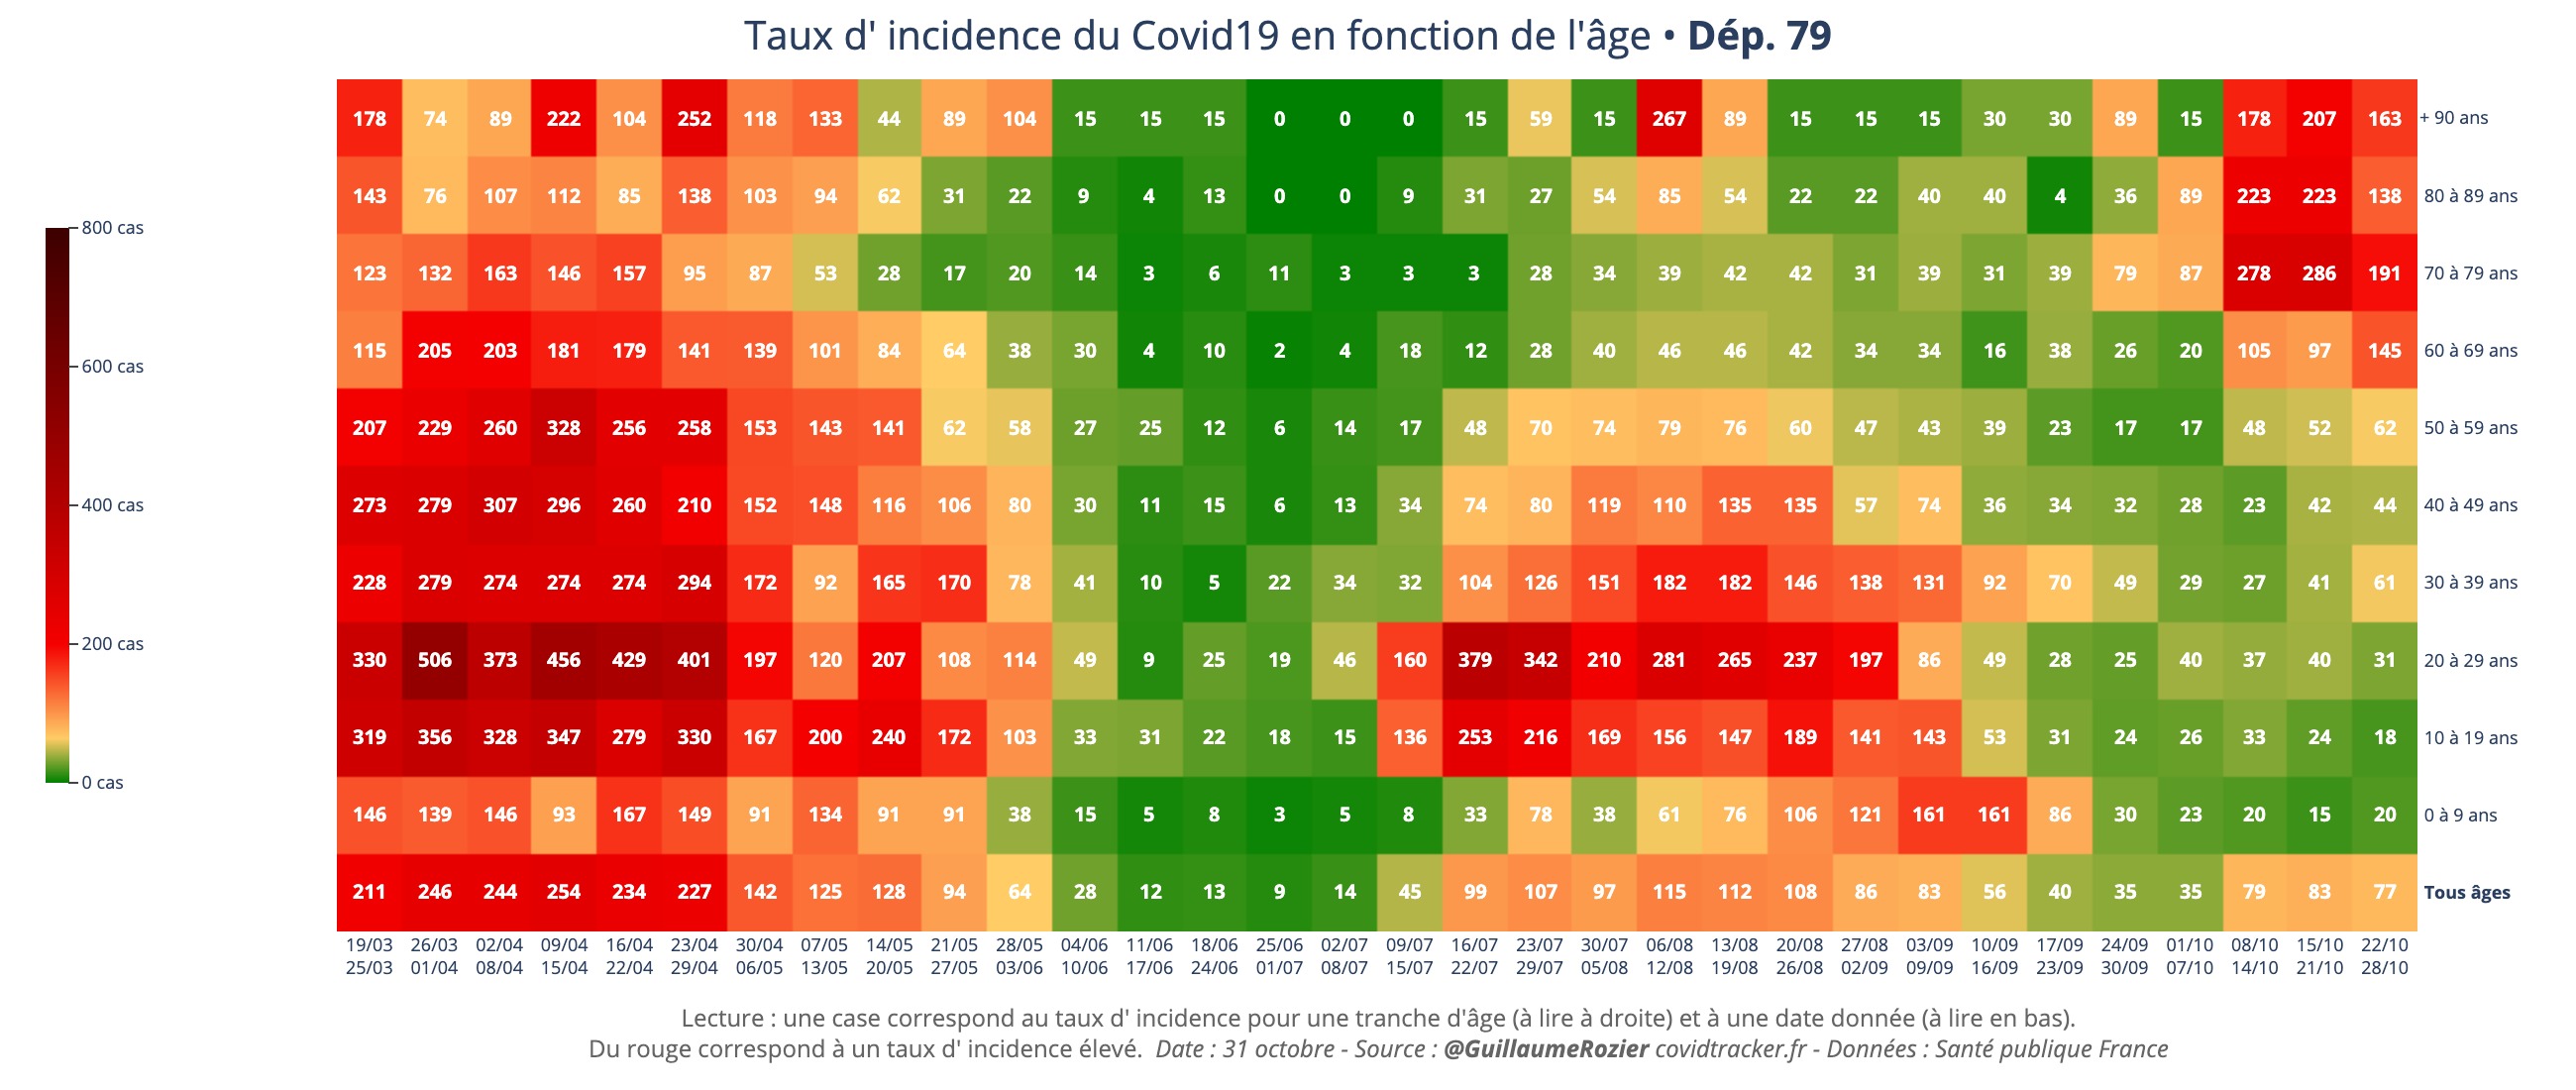 Taux d' incidence du Covid19 en fonction de l'âge • Dép. 79
800 cas
600 cas
400 cas
200 cas
0 cas
178 74 89 222 104 252 118 133 44 89 104 15 15 15 0 0 0 15 59 15 267 89 15 15 15 30 30 89 15 178 207 163 + 90 ans
143 76 107 112 85 138 103 94 62 31 22 9 4 13 0 0 9 31 27 54 85 54 22 22 40 40 4 36 89 223 223 138 80 à 89 ans
123 132 163 146 157 95 87 53 28 17 20 14 3 6 11 3 3 3 28 34 39 42 42 31 39 31 39 79 87 278 286 191 70 à 79 ans
115 205 203 181 179 141 139 101 84 64 38 30 4 10 2 4 18 12 28 40 46 46 42 34 34 16 38 26 20 105 97 145 60 à 69 ans
207 229 260 328 256 258 153 143 141 62 58 27 25 12 6 14 17 48 70 74 79 76 60 47 43 39 23 17 17 48 52 62 50 à 59 ans
273 279 307 296 260 210 152 148 116 106 80 30 11 15 6 13 34 74 80 119 110 135 135 57 74 36 34 32 28 23 42 44 40 à 49 ans
228 279 274 274 274 294 172 92 165 170 78 41 10 5 22 34 32 104 126 151 182 182 146 138 131 92 70 49 29 27 41 61 30 à 39 ans
330 506 373 456 429 401 197 120 207 108 114 49 9 25 19 46 160 379 342 210 281 265 237 197 86 49 28 25 40 37 40 31 20 à 29 ans
319 356 328 347 279 330 167 200 240 172 103 33 31 22 18 15 136 253 216 169 156 147 189 141 143 53 31 24 26 33 24 18 10 à 19 ans
146 139 146 93 167 149 91 134 91 91 38 15 5 8 3 5 8 33 78 38 61 76 106 121 161 161 86 30 23 20 15 20 0 à 9 ans
211 246 244 254 234 227 142 125 128 94 64 28 12 13 9 14 45 99 107 97 115 112 108 86 83 56 40 35 35 79 83 77 Tous âges
19/03 26/03 02/04 09/04 16/04 23/04 30/04 07/05 14/05 21/05 28/05 04/06 11/06 18/06 25/06 02/07 09/07 16/07 23/07 30/07 06/08 13/08 20/08 27/08 03/09 10/09 17/09 24/09 01/10 08/10 15/10 22/10
25/03 01/04 08/04 15/04 22/04 29/04 06/05 13/05 20/05 27/05 03/06 10/06 17/06 24/06 01/07 08/07 15/07 22/07 29/07 05/08 12/08 19/08 26/08 02/09 09/09 16/09 23/09 30/09 07/10 14/10 21/10 28/10
Lecture : une case correspond au taux d' incidence pour une tranche d'âge (à lire à droite) et à une date donnée (à lire en bas).
Du rouge correspond à un taux d' incidence élevé. Date : 31 octobre - Source : @GuillaumeRozier covidtracker.fr - Données : Santé publique France